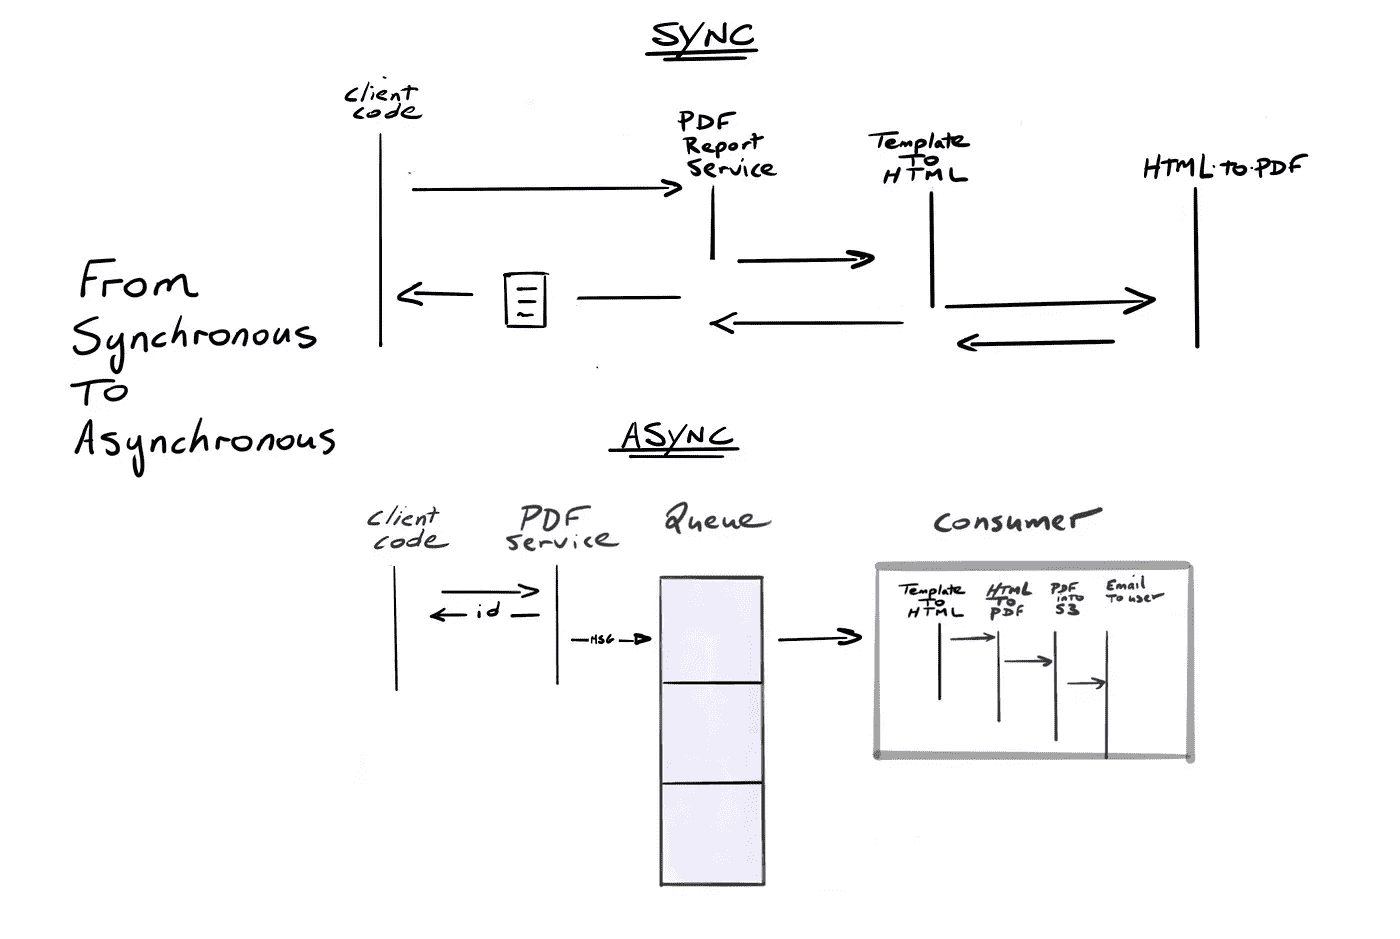 SYNC
client
code
PDF
Report
Service
Template
To
HTML
HTML-to-PDF
From
Synchronous
To
Asynchronous
ASYNC
client
code
PDF
service
Queue
consumer
id
MSG
Template
To
HTML
HTML
To
PDF
PDF
into
S3
Email
To user